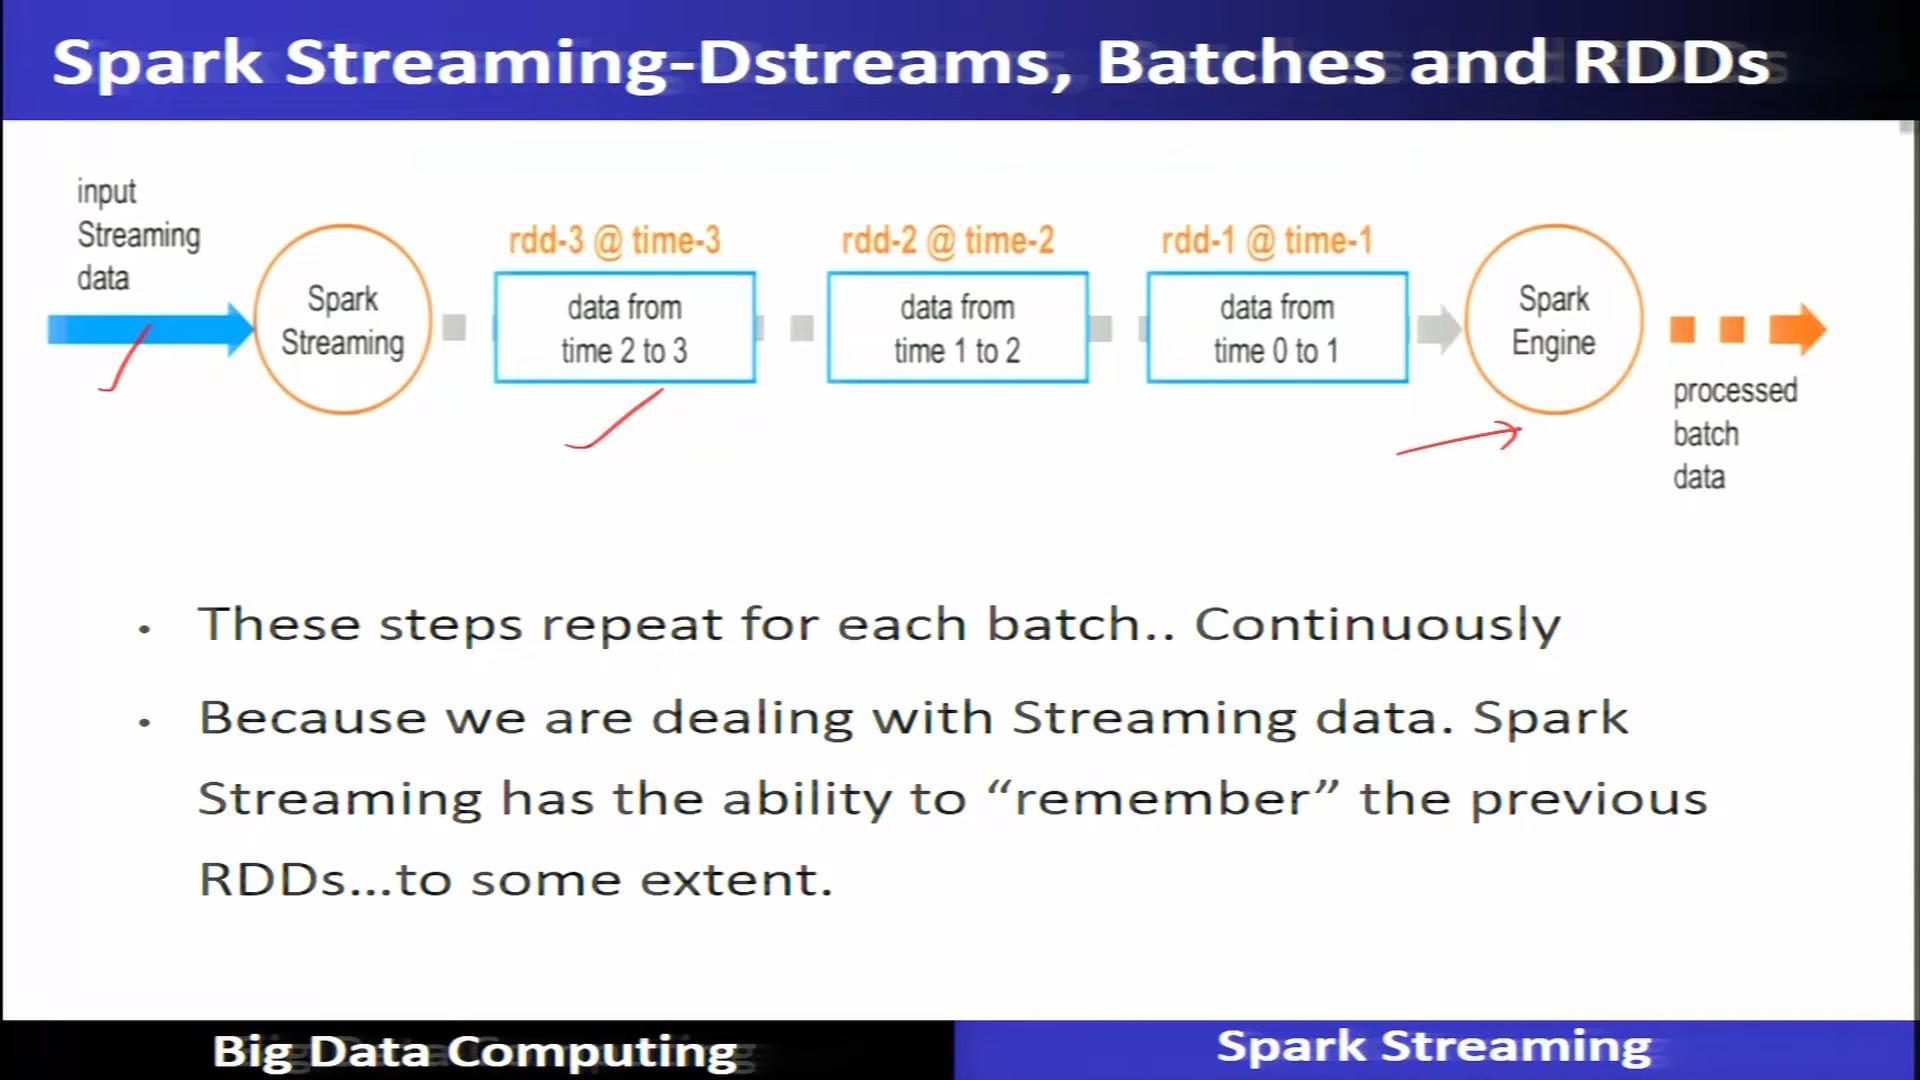 Spark Streaming-Dstreams, Batches and RDDs
input
Streaming
data
Spark
Streaming
rdd-3 @ time-3
data from
time 2 to 3
rdd-2 @ time-2
data from
time 1 to 2
rdd-1 @ time-1
data from
time 0 to 1
Spark
Engine
processed
batch
data
• These steps repeat for each batch.. Continuously
• Because we are dealing with Streaming data. Spark
Streaming has the ability to “remember” the previous
RDDs...to some extent.
Big Data Computing
Spark Streaming